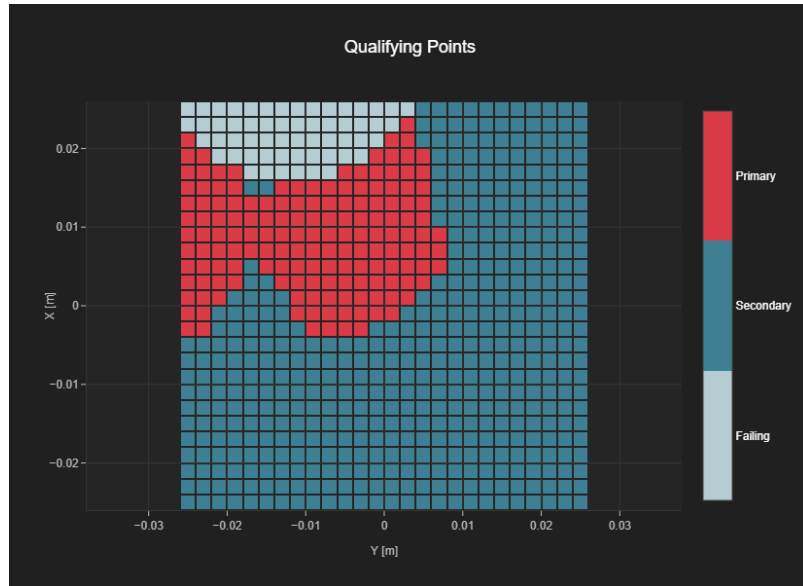 Qualifying Points
0.02
0.01
0
−0.01
−0.02
X [m]
−0.03
−0.02
−0.01
0
0.01
0.02
0.03
Y [m]
Primary
Secondary
Failing